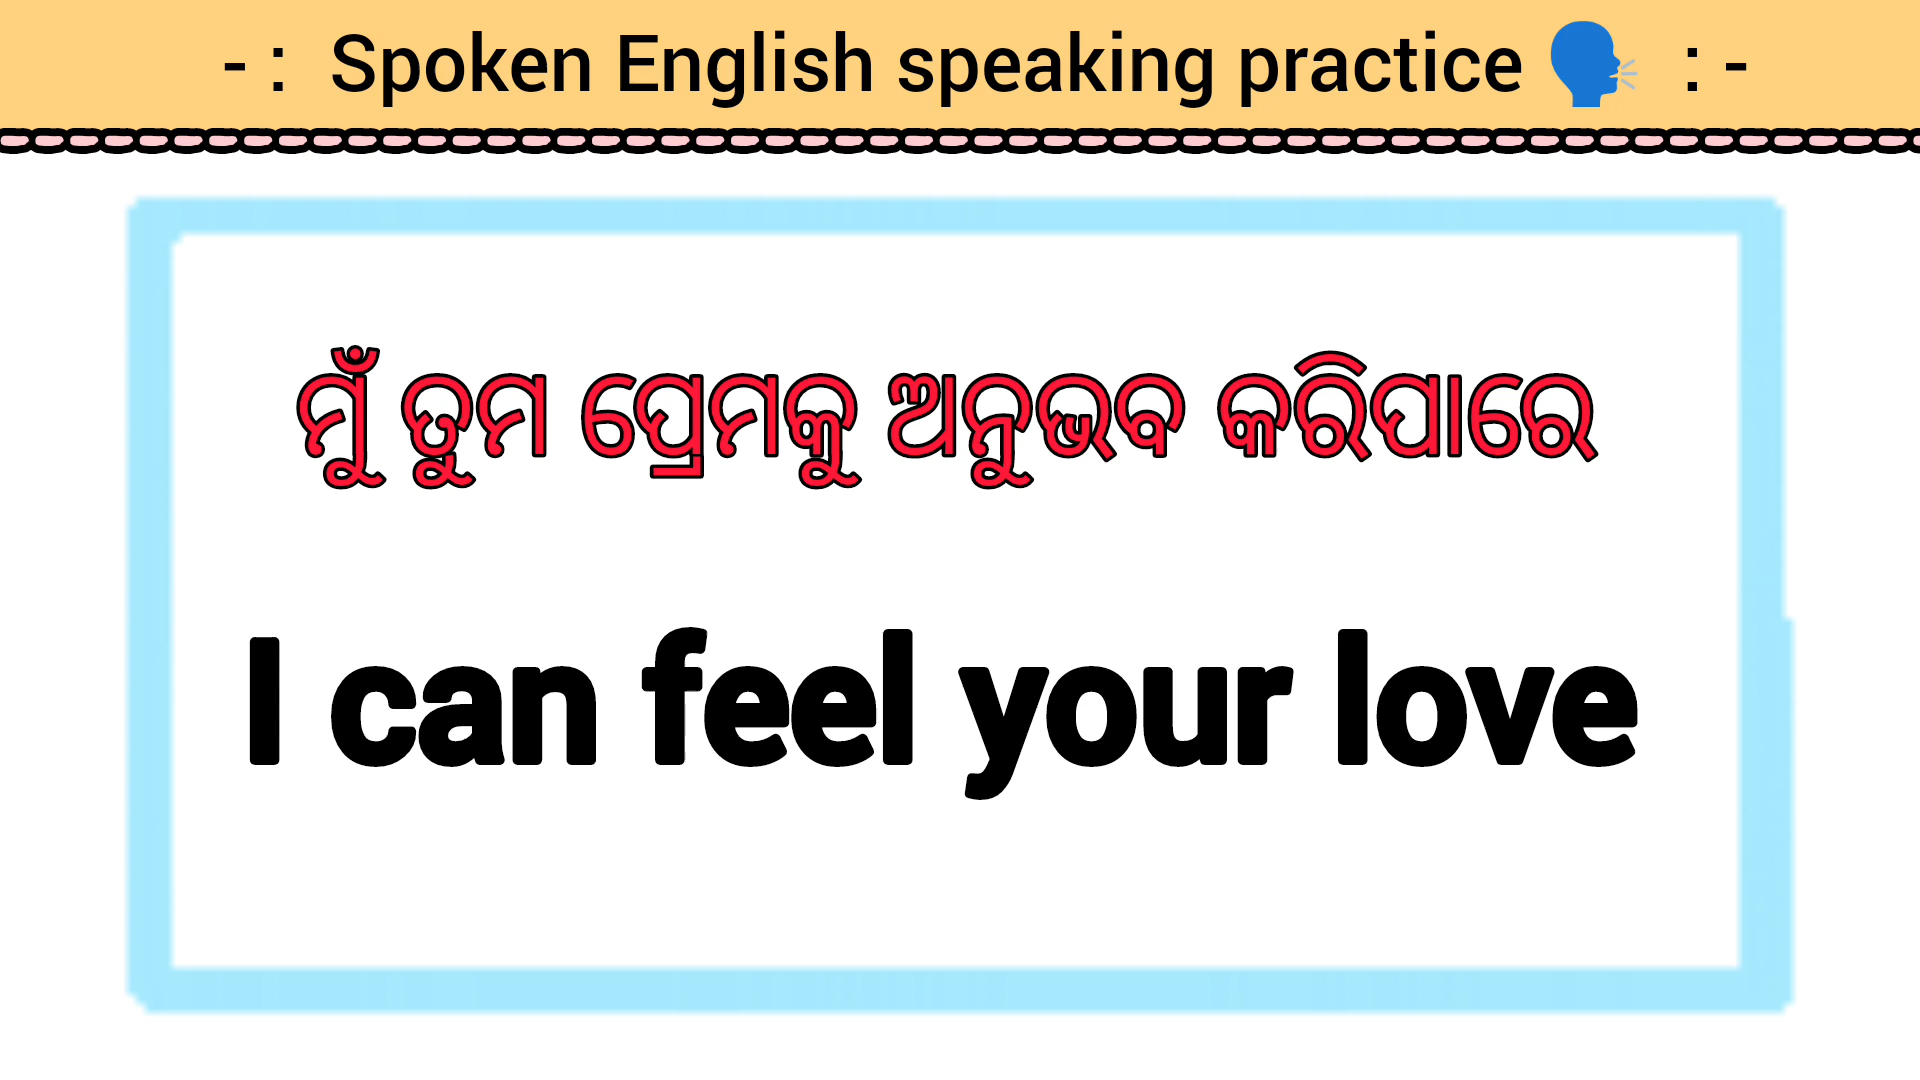 - : Spoken English speaking practice 🗣 : -
ମୁଁ ତୁମ ପ୍ରେମକୁ ଅନୁଭବ କରିପାରେ
I can feel your love